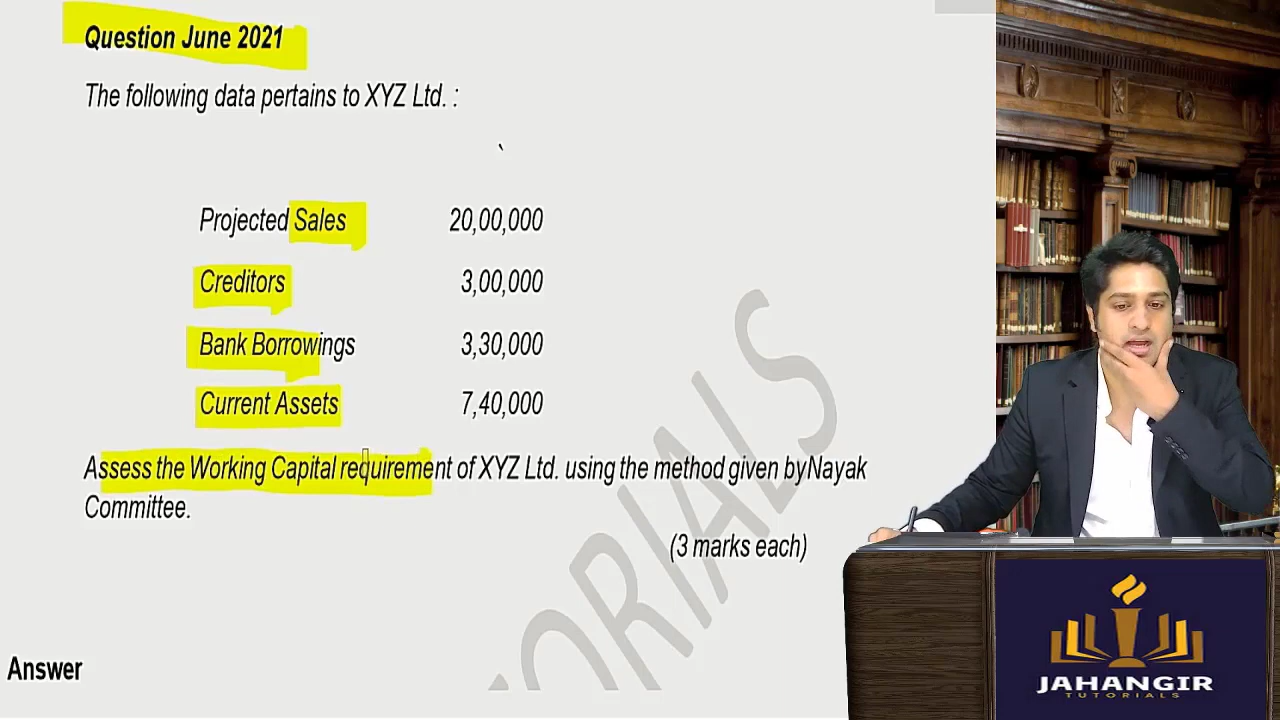 Question June 2021
The following data pertains to XYZ Ltd. :
`
Projected Sales 20,00,000
Creditors 3,00,000
Bank Borrowings 3,30,000
Current Assets 7,40,000
Assess the Working Capital requirement of XYZ Ltd. using the method given byNayak
Committee.
(3 marks each)
Answer
ORIALS
JAHANGIR
TUTORIALS